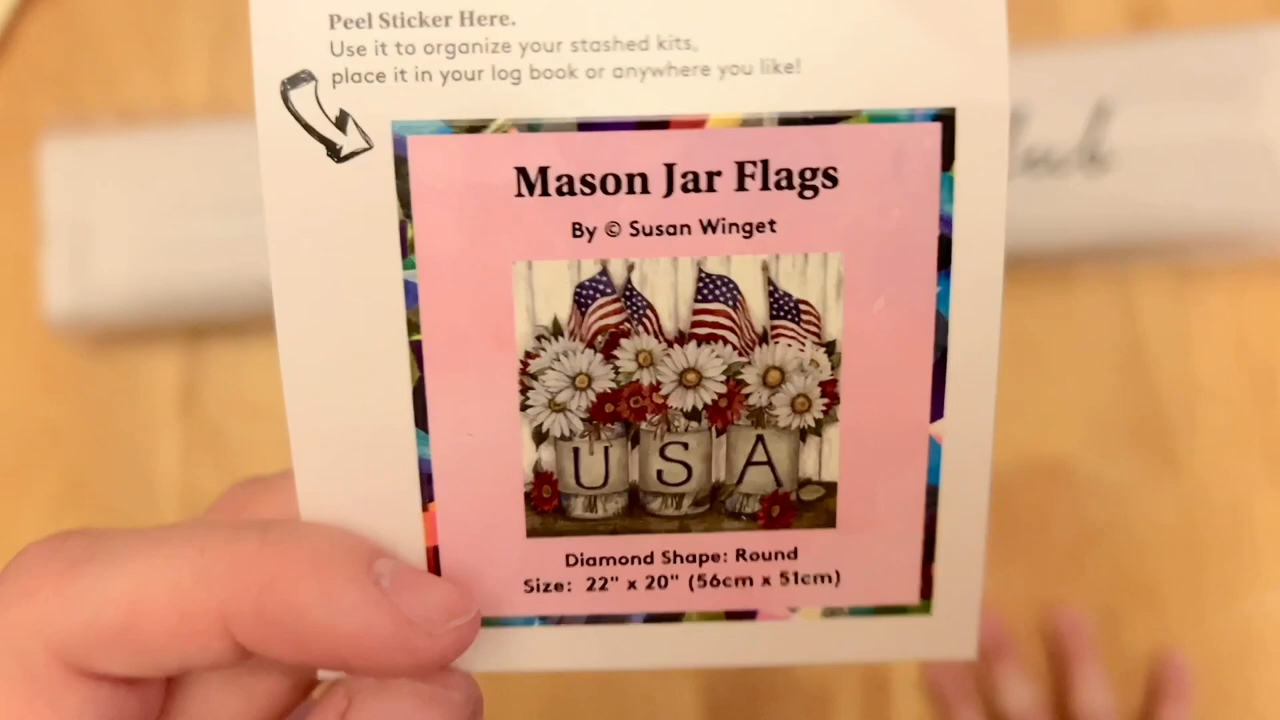 Peel Sticker Here.
Use it to organize your stashed kits,
place it in your log book or anywhere you like!
Mason Jar Flags
By © Susan Winget
U S A
Diamond Shape: Round
Size: 22" x 20" (56cm x 51cm)